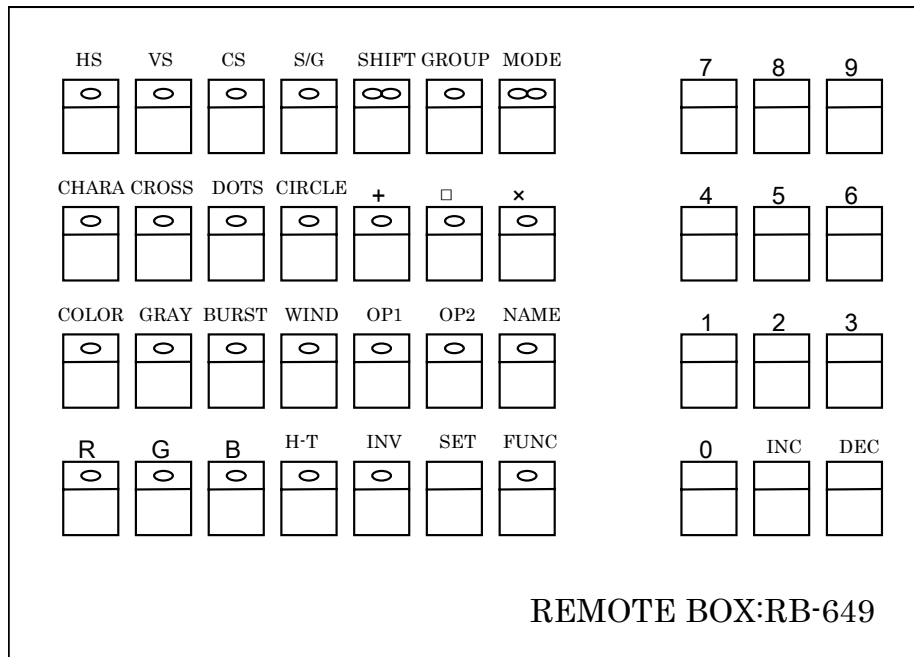 HS VS CS S/G SHIFT GROUP MODE 7 8 9
CHARA CROSS DOTS CIRCLE + □ × 4 5 6
COLOR GRAY BURST WIND OP1 OP2 NAME 1 2 3
R G B H-T INV SET FUNC 0 INC DEC
REMOTE BOX:RB-649